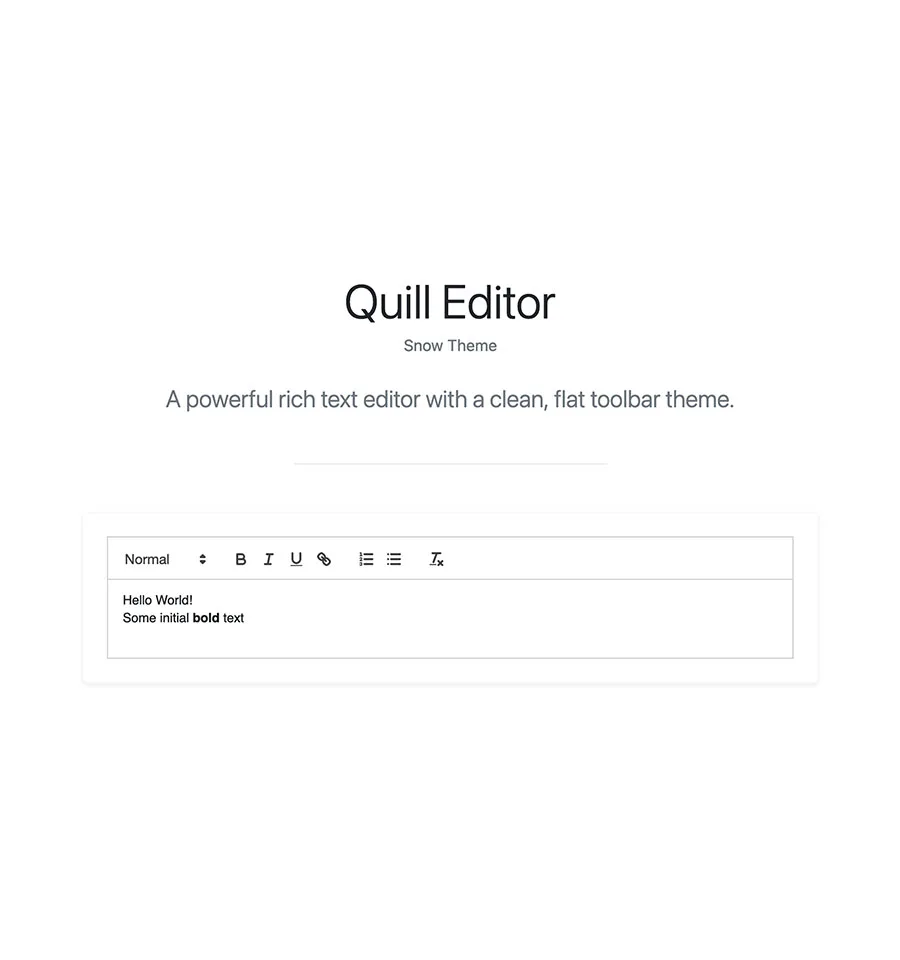 Quill Editor
Snow Theme
A powerful rich text editor with a clean, flat toolbar theme.
Normal B I U
Hello World!
Some initial bold text